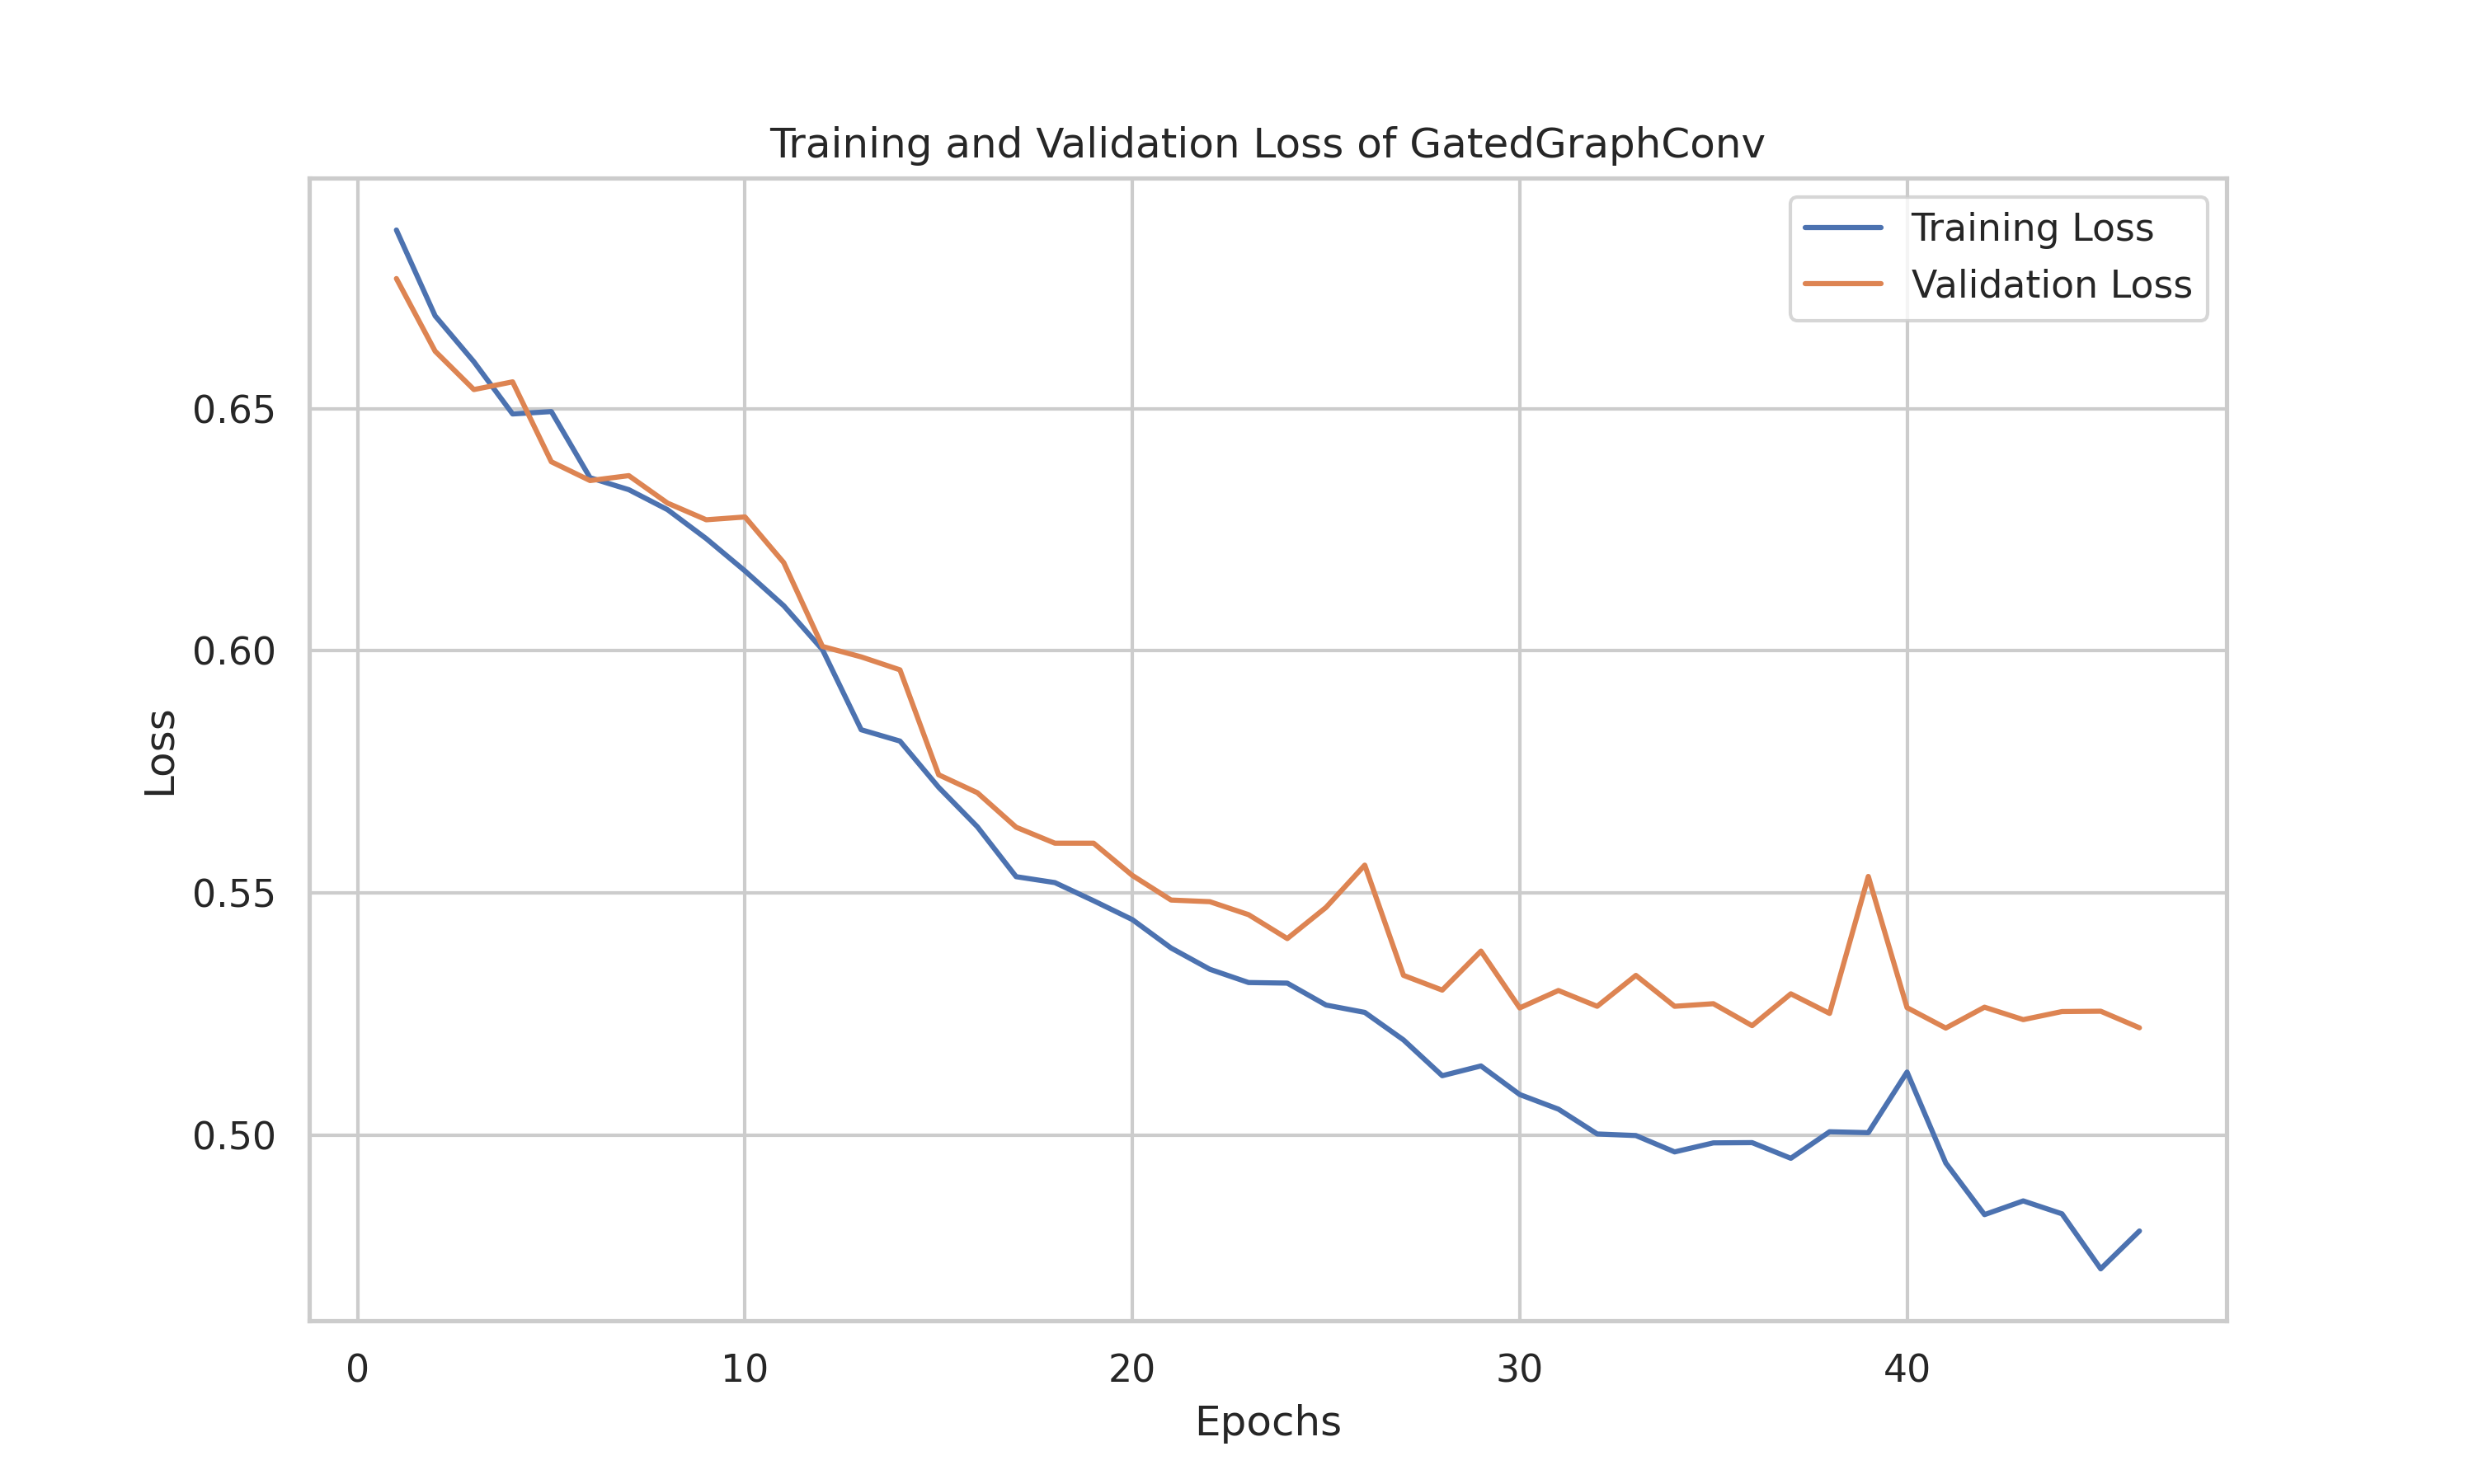 Training and Validation Loss of GatedGraphConv
Training Loss
Validation Loss
0.65
0.60
0.55
0.50
Loss
0
10
20
30
40
Epochs